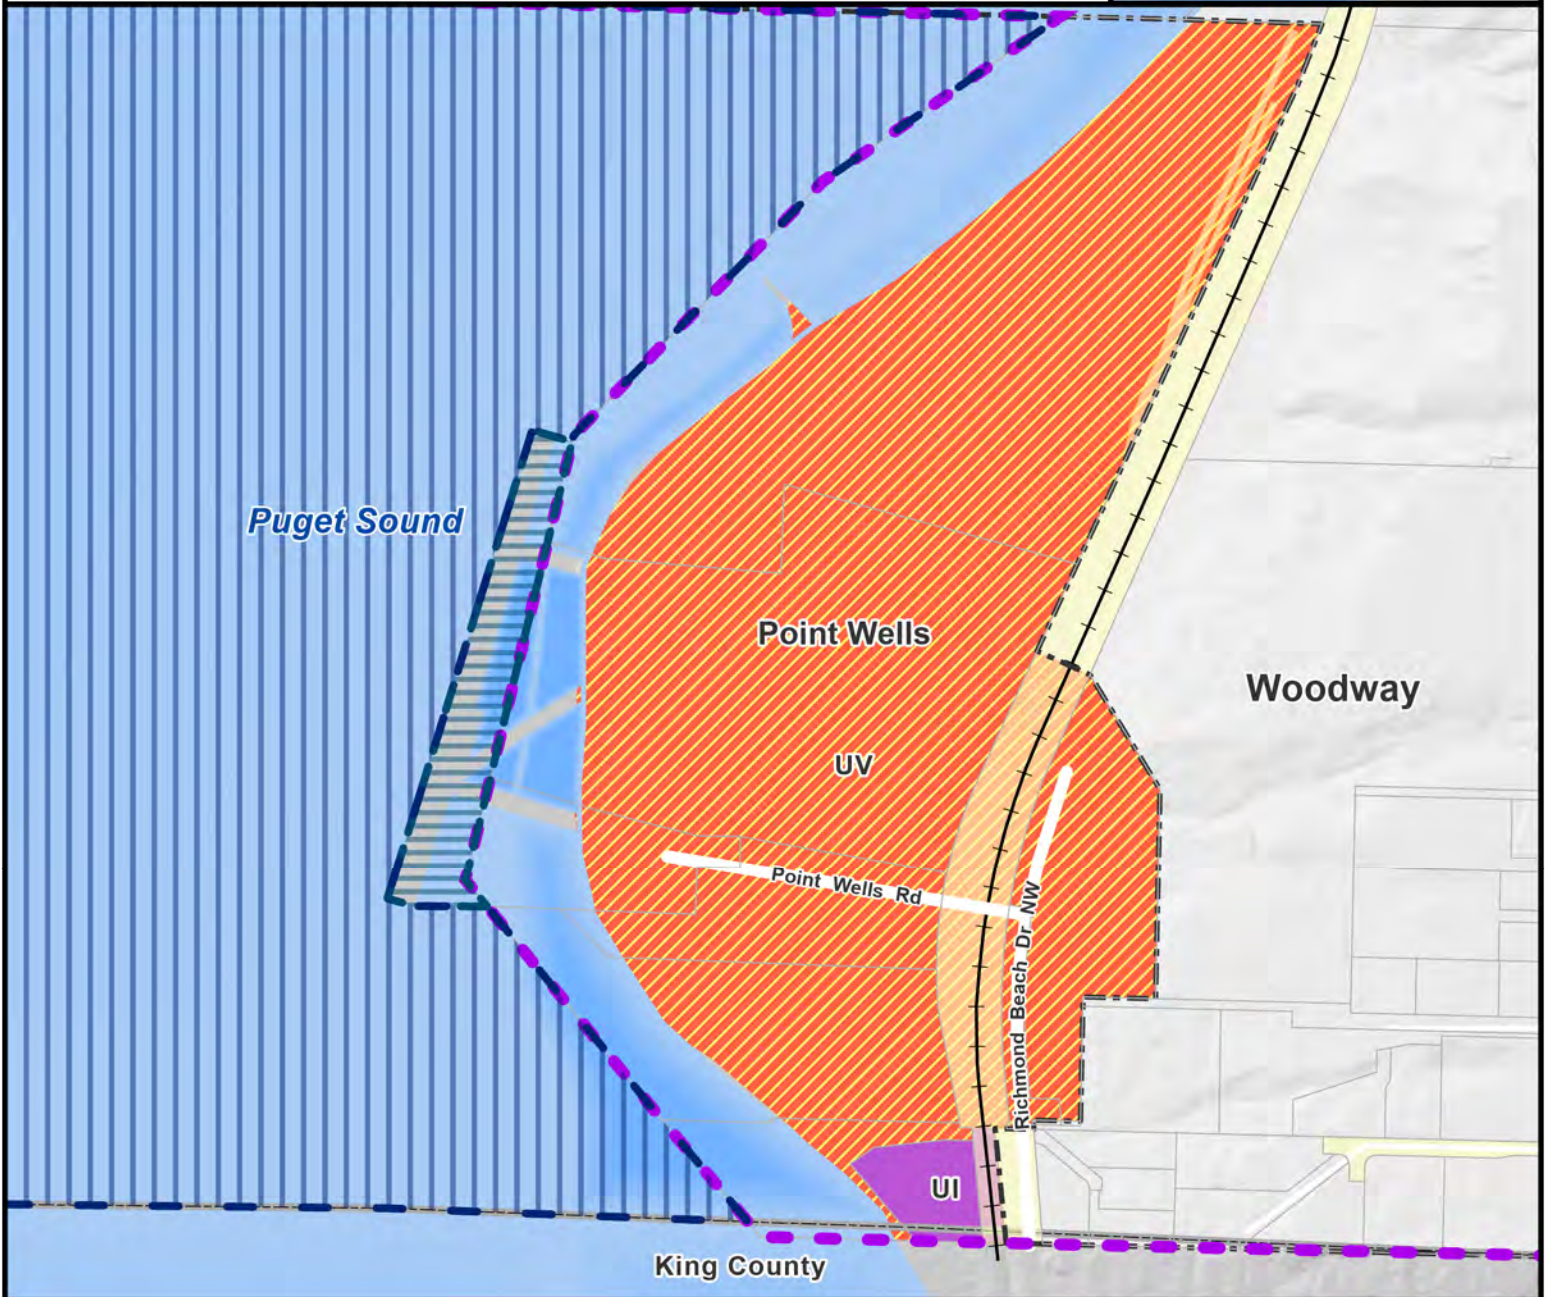 Puget Sound
Point Wells
Woodway
UV
Point Wells Rd
Richmond Beach Dr NW
UI
King County